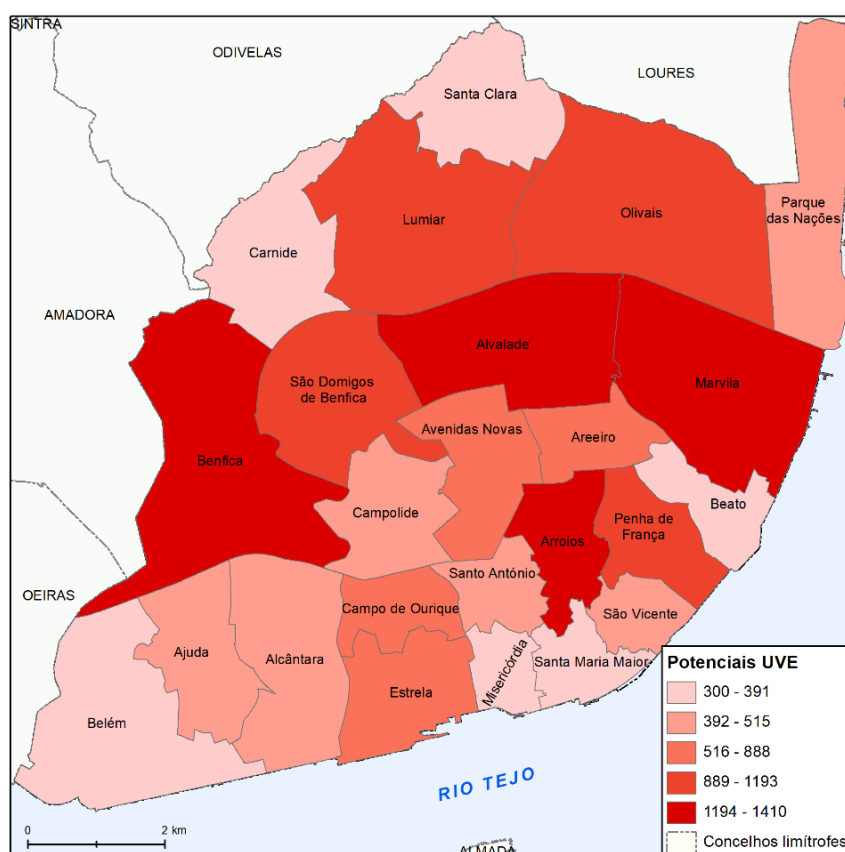 SINTRA
ODIVELAS
LOURES
Santa Clara
Parque
das Nações
Lumiar
Olivais
Carnide
AMADORA
Alvalade
Marvila
São Domigos
de Benfica
Avenidas Novas
Areeiro
Benfica
Campolide
Beato
Penha de
França
Arroios
Santo António
OEIRAS
Campo de Ourique
São Vicente
Ajuda
Alcântara
Misericórdia
Santa Maria Maior
Estrela
Belém
RIO TEJO
ALMADA
0 2 km
Potenciais UVE
300 - 391
392 - 515
516 - 888
889 - 1193
1194 - 1410
Concelhos limítrofes